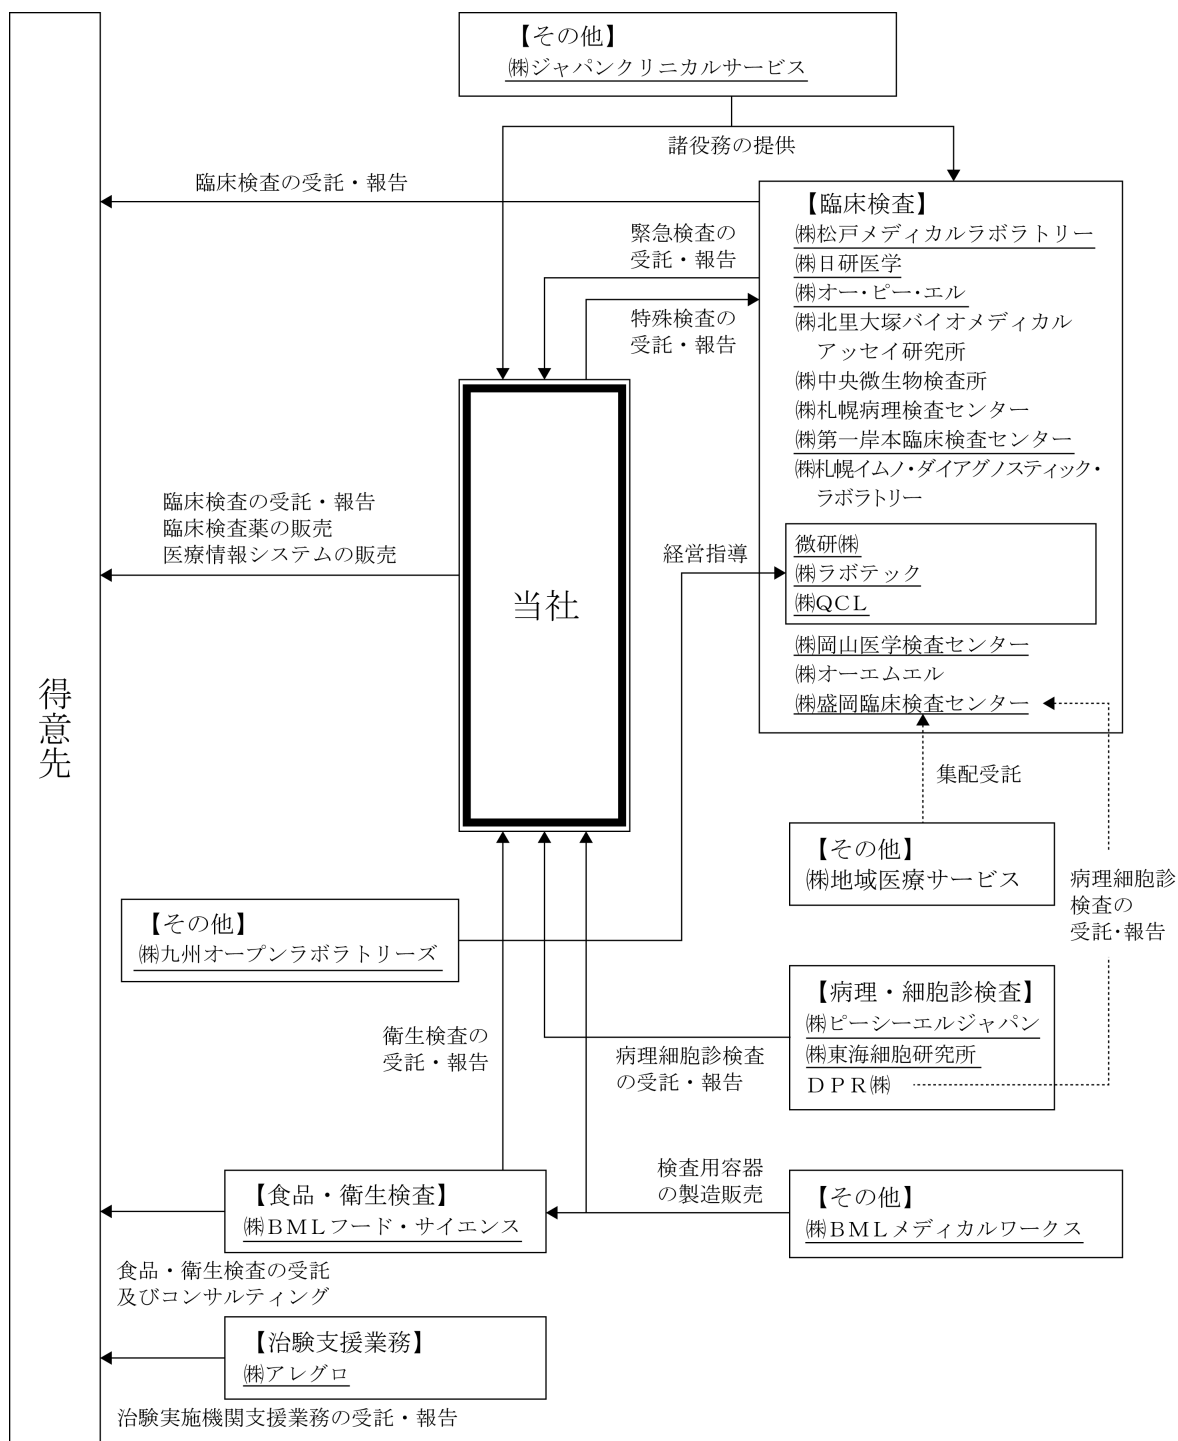 【その他】
㈱ジャパンクリニカルサービス
諸役務の提供
臨床検査の受託・報告
【臨床検査】
㈱松戸メディカルラボラトリー
㈱日研医学
㈱オー・ピー・エル
㈱北里大塚バイオメディカル
アッセイ研究所
㈱中央微生物検査所
㈱札幌病理検査センター
㈱第一岸本臨床検査センター
㈱札幌イムノ・ダイアグノスティック・
ラボラトリー
微研㈱
㈱ラボテック
㈱QCL
㈱岡山医学検査センター
㈱オーエムエル
㈱盛岡臨床検査センター
緊急検査の
受託・報告
特殊検査の
受託・報告
臨床検査の受託・報告
臨床検査薬の販売
医療情報システムの販売
経営指導
当社
得意先
集配受託
【その他】
㈱地域医療サービス
病理細胞診
検査の
受託・報告
【その他】
㈱九州オープンラボラトリーズ
【病理・細胞診検査】
㈱ピーシーエルジャパン
㈱東海細胞研究所
DPR㈱
衛生検査の
受託・報告
病理細胞診検査
の受託・報告
検査用容器
の製造販売
【食品・衛生検査】
㈱BMLフード・サイエンス
【その他】
㈱BMLメディカルワークス
食品・衛生検査の受託
及びコンサルティング
【治験支援業務】
㈱アレグロ
治験実施機関支援業務の受託・報告